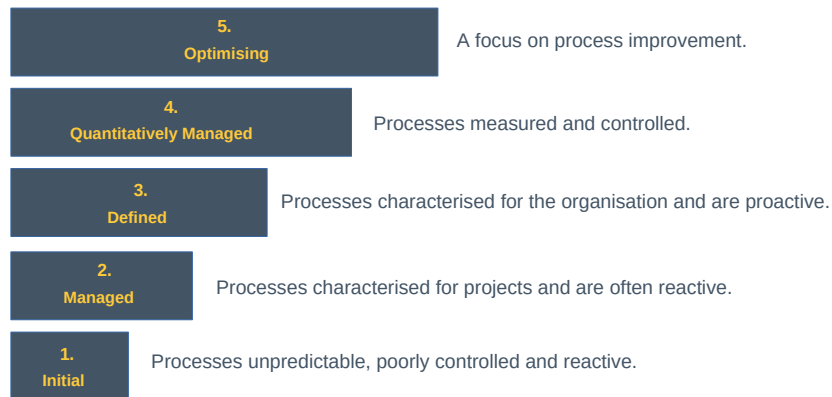 5.
Optimising
A focus on process improvement.
4.
Quantitatively Managed
Processes measured and controlled.
3.
Defined
Processes characterised for the organisation and are proactive.
2.
Managed
Processes characterised for projects and are often reactive.
1.
Initial
Processes unpredictable, poorly controlled and reactive.